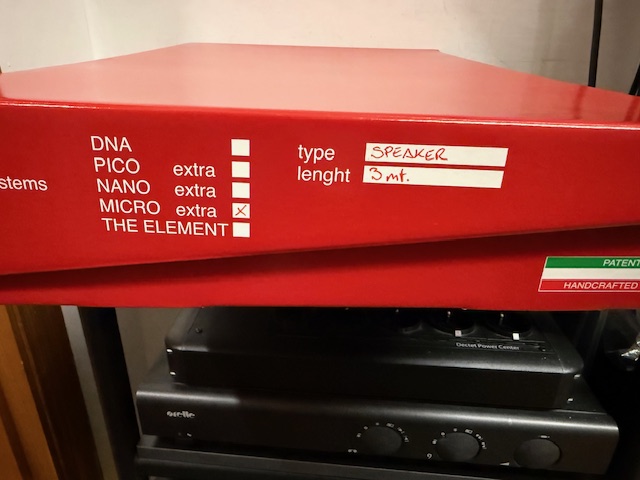 stems
DNA
PICO extra
NANO extra
MICRO extra
THE ELEMENT
type SPEAKER
lenght 3 mt.
PATENT
HANDCRAFTED
Dectet Power Center